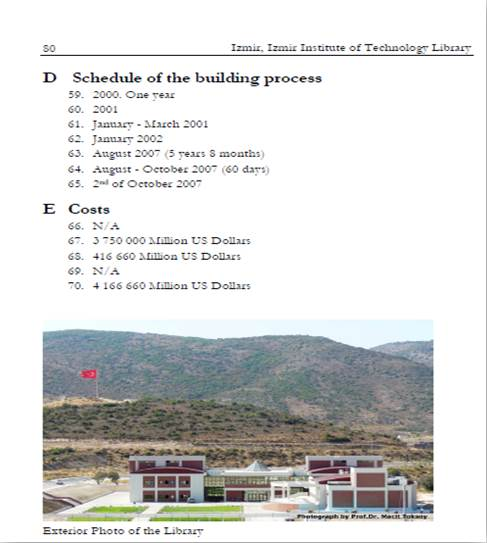 80 Izmir, Izmir Institute of Technology Library
D Schedule of the building process
59. 2000. One year
60. 2001
61. January - March 2001
62. January 2002
63. August 2007 (5 years 8 months)
64. August - October 2007 (60 days)
65. 2nd of October 2007
E Costs
66. N/A
67. 3 750 000 Million US Dollars
68. 416 660 Million US Dollars
69. N/A
70. 4 166 660 Million US Dollars
Photograph by Prof.Dr. Macit Tokany
Exterior Photo of the Library